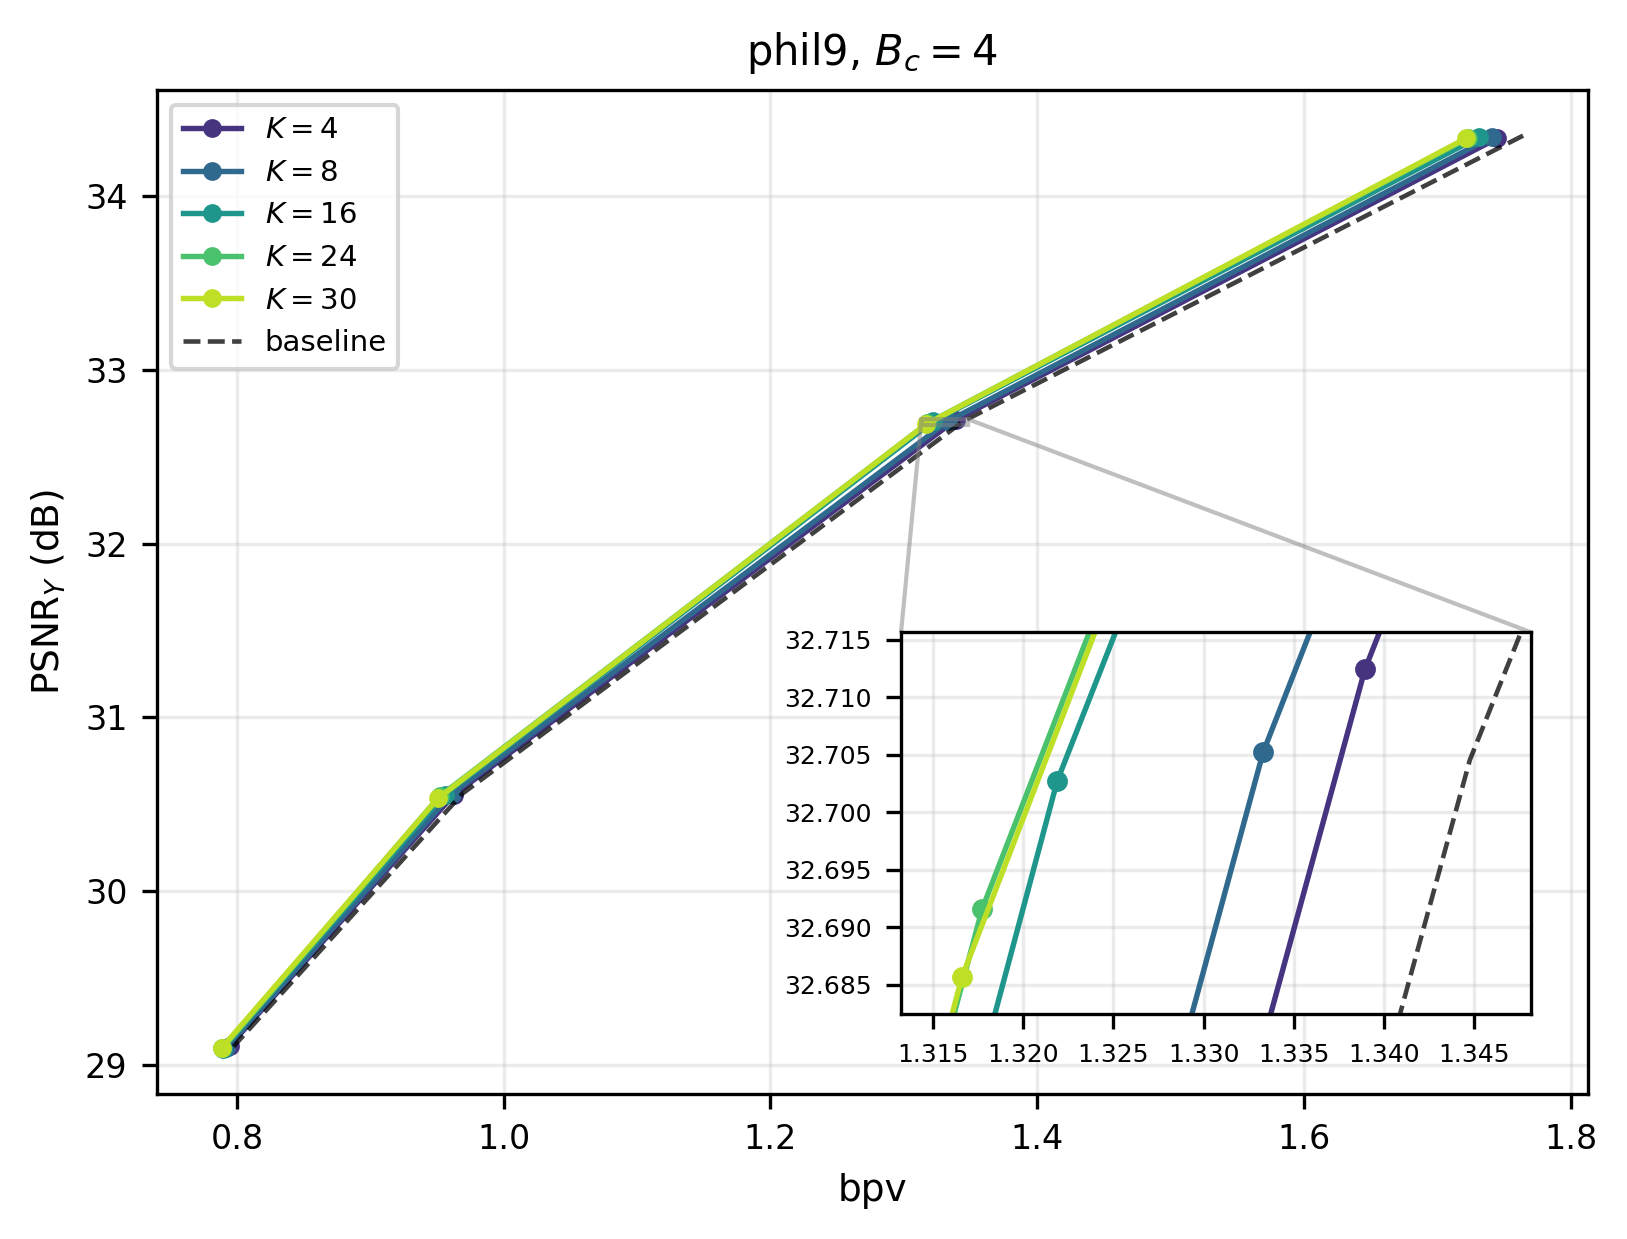 phil9, $B_c = 4$
PSNR$_Y$ (dB)
34
33
32
31
30
29
K = 4
K = 8
K = 16
K = 24
K = 30
baseline
32.715
32.710
32.705
32.700
32.695
32.690
32.685
1.315 1.320 1.325 1.330 1.335 1.340 1.345
0.8 1.0 1.2 1.4 1.6 1.8
bpv